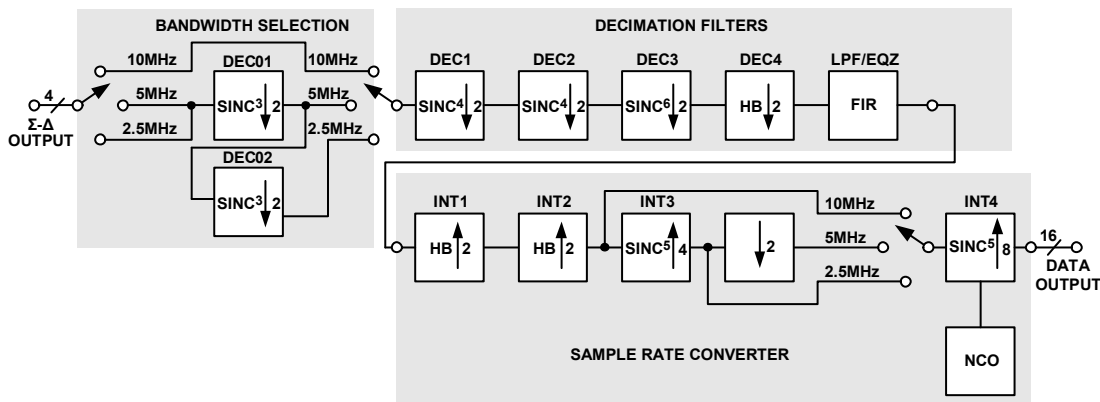 BANDWIDTH SELECTION
DECIMATION FILTERS
10MHz
10MHz
DEC01
DEC1
DEC2
DEC3
DEC4
LPF/EQZ
4
5MHz
SINC3
2
5MHz
SINC4
2
SINC4
2
SINC6
2
HB
2
FIR
Σ-Δ
OUTPUT
2.5MHz
2.5MHz
DEC02
SINC3
2
INT1
INT2
INT3
10MHz
INT4
HB
2
HB
2
SINC5
4
2
5MHz
SINC5
8
16
DATA
OUTPUT
2.5MHz
SAMPLE RATE CONVERTER
NCO